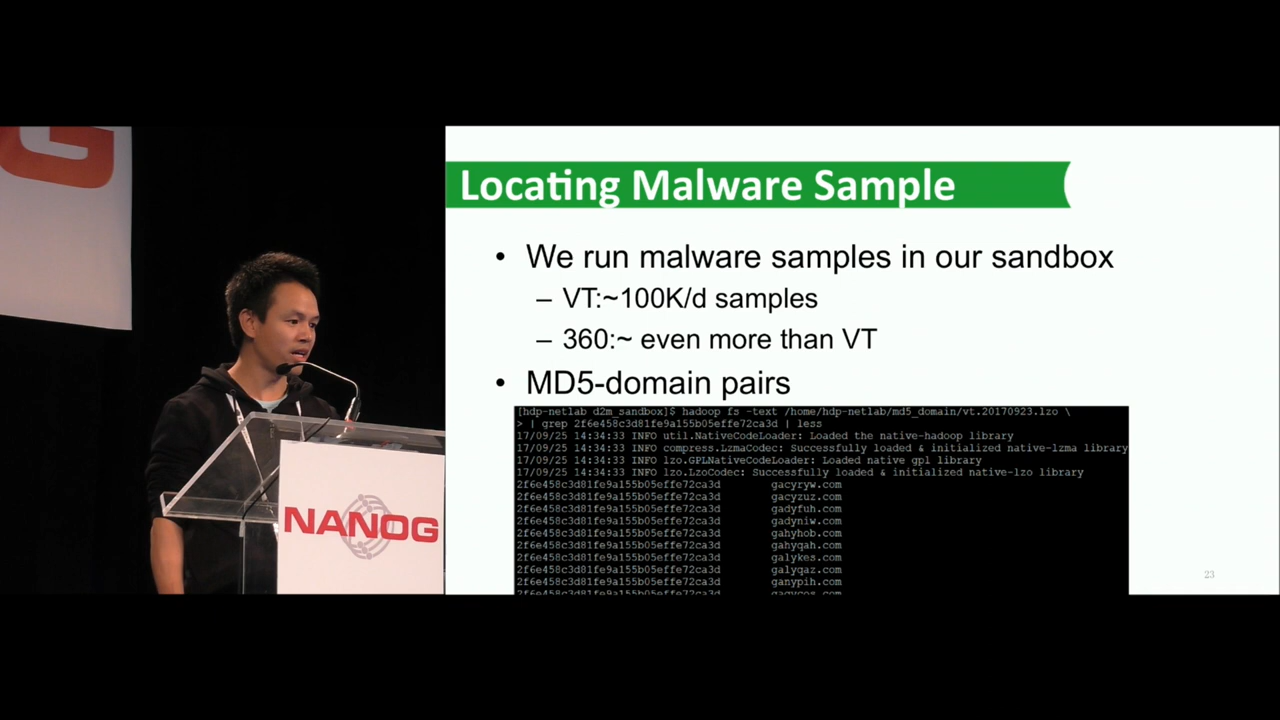 G
NANOG
Locating Malware Sample
• We run malware samples in our sandbox
– VT:~100K/d samples
– 360:~ even more than VT
• MD5-domain pairs
[hdp-netlab d2m_sandbox]$ hadoop fs -text /home/hdp-netlab/md5_domain/vt.20170923.lzo \
> | grep 2f6e458c3d81fe9a155b05effe72ca3d | less
17/09/25 14:34:33 INFO util.NativeCodeLoader: Loaded the native-hadoop library
17/09/25 14:34:33 INFO compress.LzmaCodec: Successfully loaded & initialized native-lzma library
17/09/25 14:34:33 INFO lzo.GPLNativeCodeLoader: Loaded native gpl library
17/09/25 14:34:33 INFO lzo.LzoCodec: Successfully loaded & initialized native-lzo library
2f6e458c3d81fe9a155b05effe72ca3d gacyryw.com
2f6e458c3d81fe9a155b05effe72ca3d gacyzuz.com
2f6e458c3d81fe9a155b05effe72ca3d gadyfuh.com
2f6e458c3d81fe9a155b05effe72ca3d gadyniw.com
2f6e458c3d81fe9a155b05effe72ca3d gahyhob.com
2f6e458c3d81fe9a155b05effe72ca3d gahyqah.com
2f6e458c3d81fe9a155b05effe72ca3d galykes.com
2f6e458c3d81fe9a155b05effe72ca3d galyqaz.com
2f6e458c3d81fe9a155b05effe72ca3d ganypih.com
2f6e458c3d81fe9a155b05effe72ca3d
23